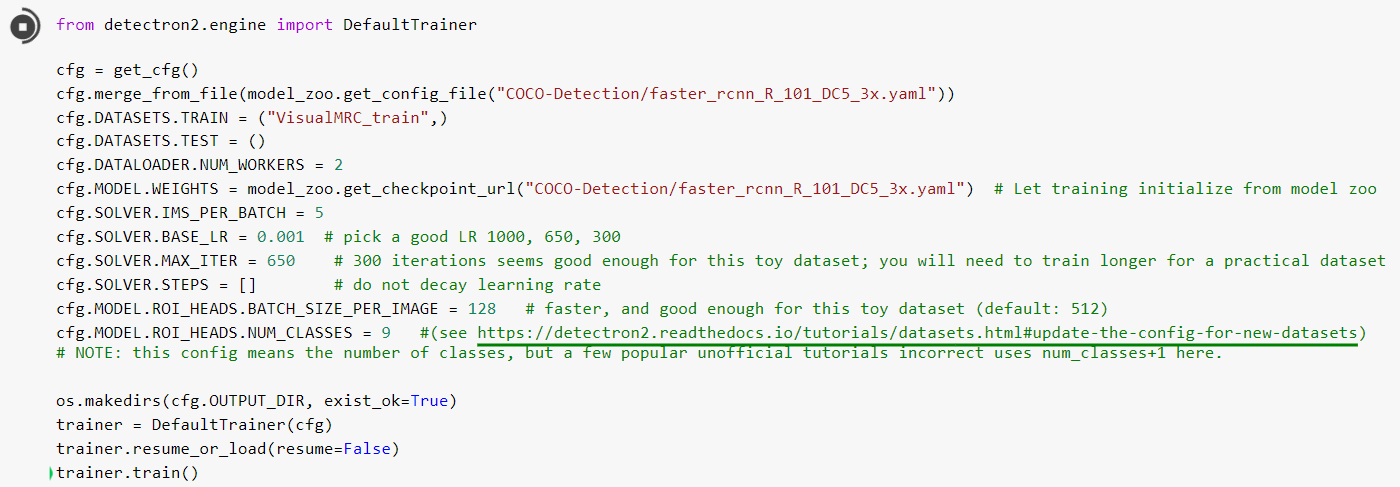 from detectron2.engine import DefaultTrainer
cfg = get_cfg()
cfg.merge_from_file(model_zoo.get_config_file("COCO-Detection/faster_rcnn_R_101_DC5_3x.yaml"))
cfg.DATASETS.TRAIN = ("VisualMRC_train",)
cfg.DATASETS.TEST = ()
cfg.DATALOADER.NUM_WORKERS = 2
cfg.MODEL.WEIGHTS = model_zoo.get_checkpoint_url("COCO-Detection/faster_rcnn_R_101_DC5_3x.yaml")  # Let training initialize from model zoo
cfg.SOLVER.IMS_PER_BATCH = 5
cfg.SOLVER.BASE_LR = 0.001  # pick a good LR 1000, 650, 300
cfg.SOLVER.MAX_ITER = 650    # 300 iterations seems good enough for this toy dataset; you will need to train longer for a practical dataset
cfg.SOLVER.STEPS = []        # do not decay learning rate
cfg.MODEL.ROI_HEADS.BATCH_SIZE_PER_IMAGE = 128   # faster, and good enough for this toy dataset (default: 512)
cfg.MODEL.ROI_HEADS.NUM_CLASSES = 9   #(see https://detectron2.readthedocs.io/tutorials/datasets.html#update-the-config-for-new-datasets)
# NOTE: this config means the number of classes, but a few popular unofficial tutorials incorrect uses num_classes+1 here.
os.makedirs(cfg.OUTPUT_DIR, exist_ok=True)
trainer = DefaultTrainer(cfg)
trainer.resume_or_load(resume=False)
trainer.train()